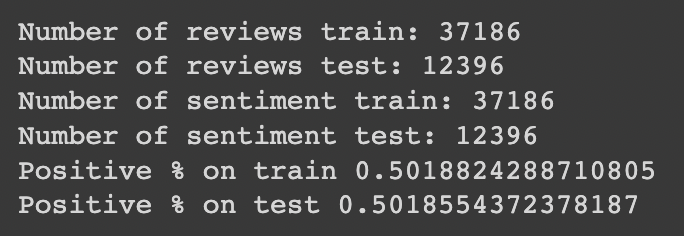 Number of reviews train: 37186
Number of reviews test: 12396
Number of sentiment train: 37186
Number of sentiment test: 12396
Positive % on train 0.5018824288710805
Positive % on test 0.5018554372378187